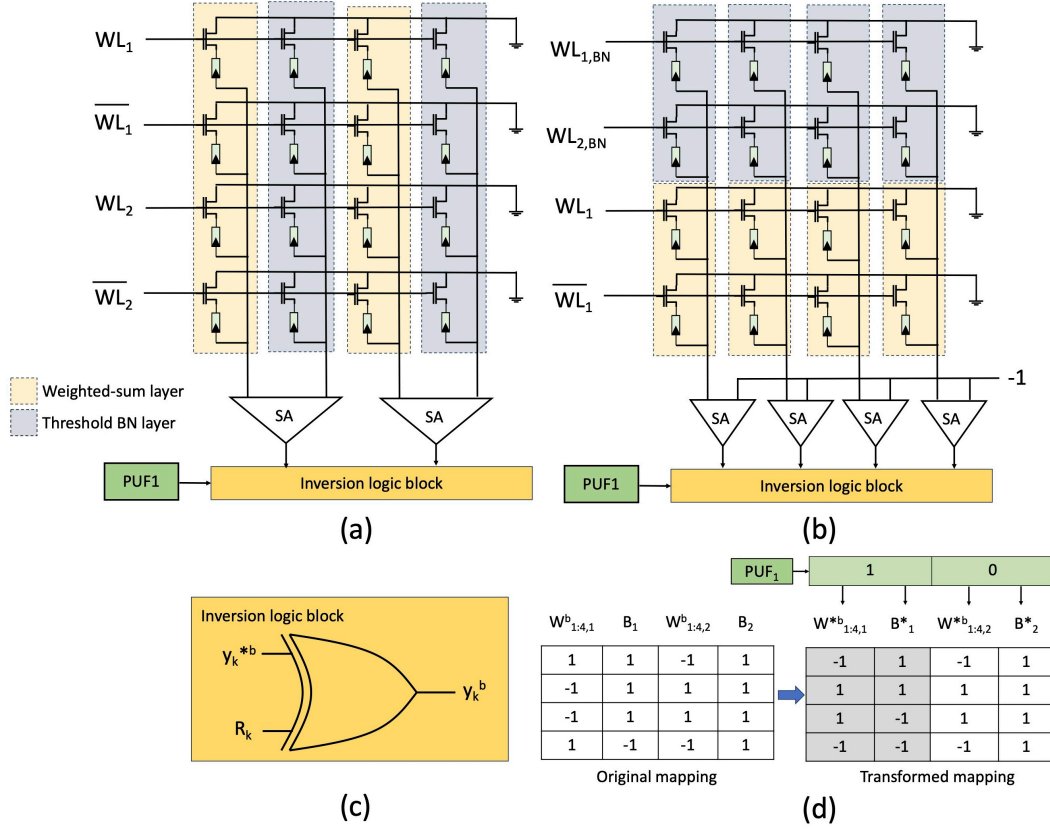 WL₁
W̅L̅₁
WL₂
W̅L̅₂
Weighted-sum layer
Threshold BN layer
SA
SA
PUF1
Inversion logic block
(a)
WL₁,BN
WL₂,BN
WL₁
W̅L̅₁
-1
SA
SA
SA
SA
PUF1
Inversion logic block
(b)
Inversion logic block
yₖ*ᵇ
Rₖ
yₖᵇ
(c)
PUF₁ 1 0
Wᵇ₁:₄,₁ B₁ Wᵇ₁:₄,₂ B₂
1 1 -1 1
-1 1 1 1
-1 1 1 1
1 -1 -1 1
Original mapping
W*ᵇ₁:₄,₁ B*₁ W*ᵇ₁:₄,₂ B*₂
-1 1 -1 1
1 1 1 1
1 -1 1 1
-1 -1 -1 1
Transformed mapping
(d)